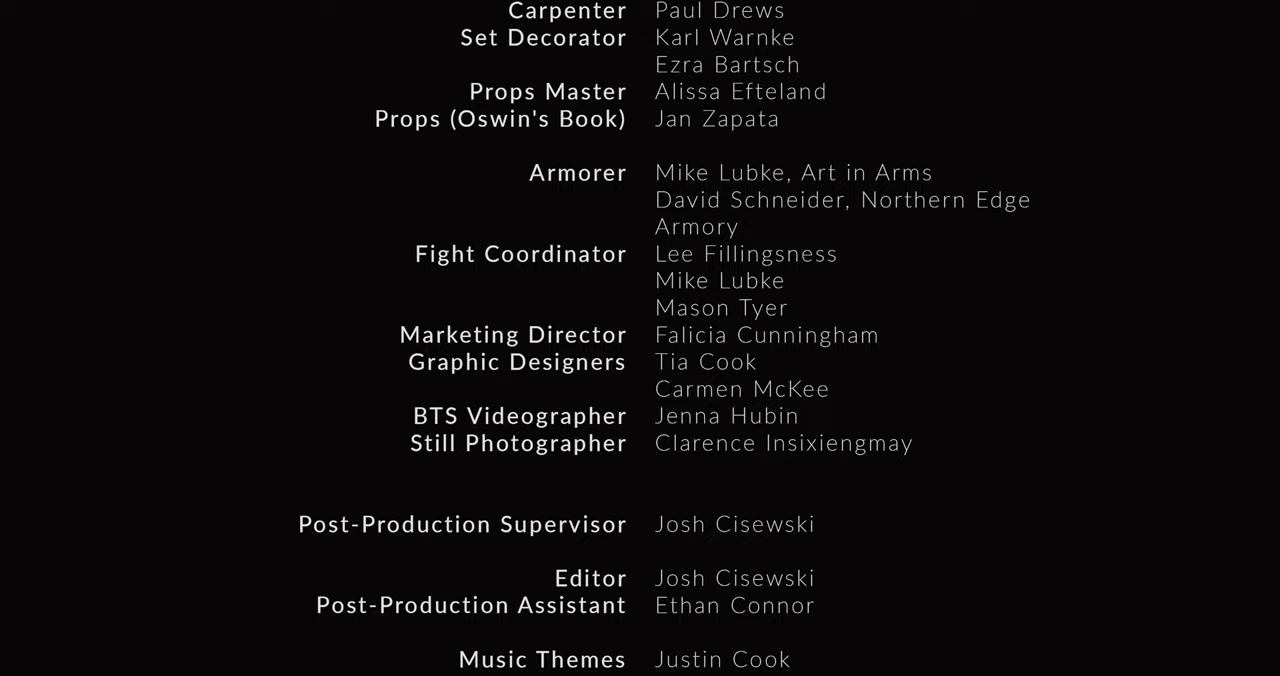 Carpenter Paul Drews
Set Decorator Karl Warnke
Ezra Bartsch
Props Master Alissa Efteland
Props (Oswin's Book) Jan Zapata
Armorer Mike Lubke, Art in Arms
David Schneider, Northern Edge
Armory
Fight Coordinator Lee Fillingsness
Mike Lubke
Mason Tyer
Marketing Director Falicia Cunningham
Graphic Designers Tia Cook
Carmen McKee
BTS Videographer Jenna Hubin
Still Photographer Clarence Insixiengmay
Post-Production Supervisor Josh Cisewski
Editor Josh Cisewski
Post-Production Assistant Ethan Connor
Music Themes Justin Cook